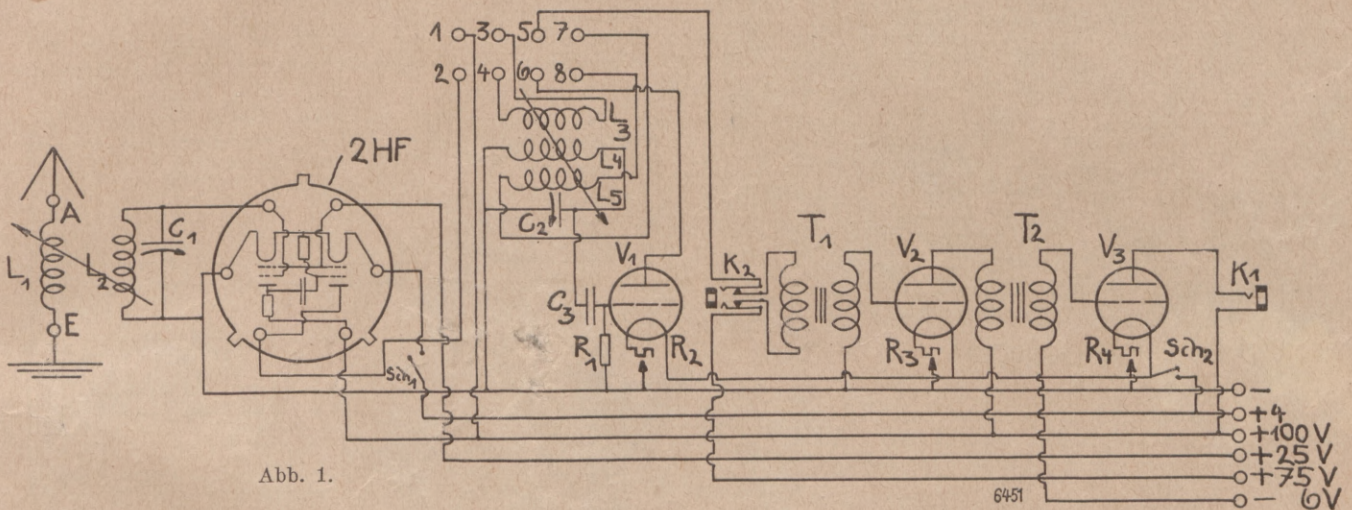 1 3 5 7
2 4 6 8
2HF
A
C1
L1
L2
E
L3
L4
L5
C2
C3
V1
R1
R2
K2
T1
V2
T2
V3
K1
R3
R4
Sch1
Sch2
−
+4
+100 V
+25 V
+75 V
− 6V
Abb. 1.
6451